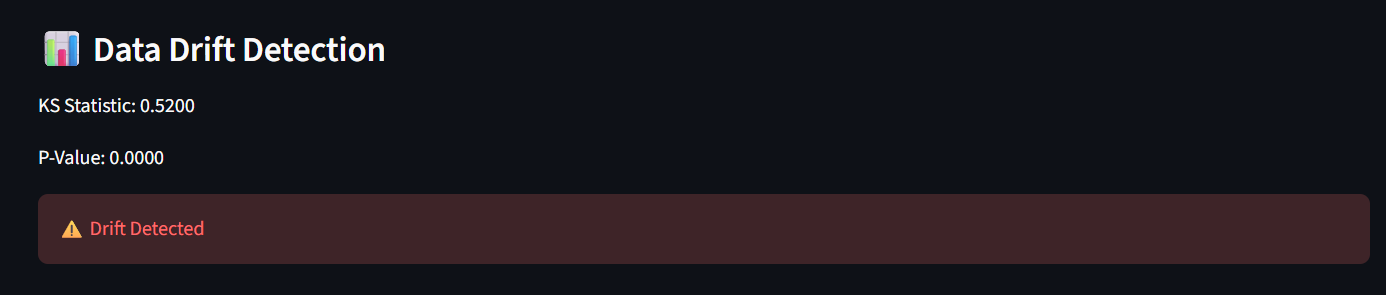 Data Drift Detection
KS Statistic: 0.5200
P-Value: 0.0000
Drift Detected